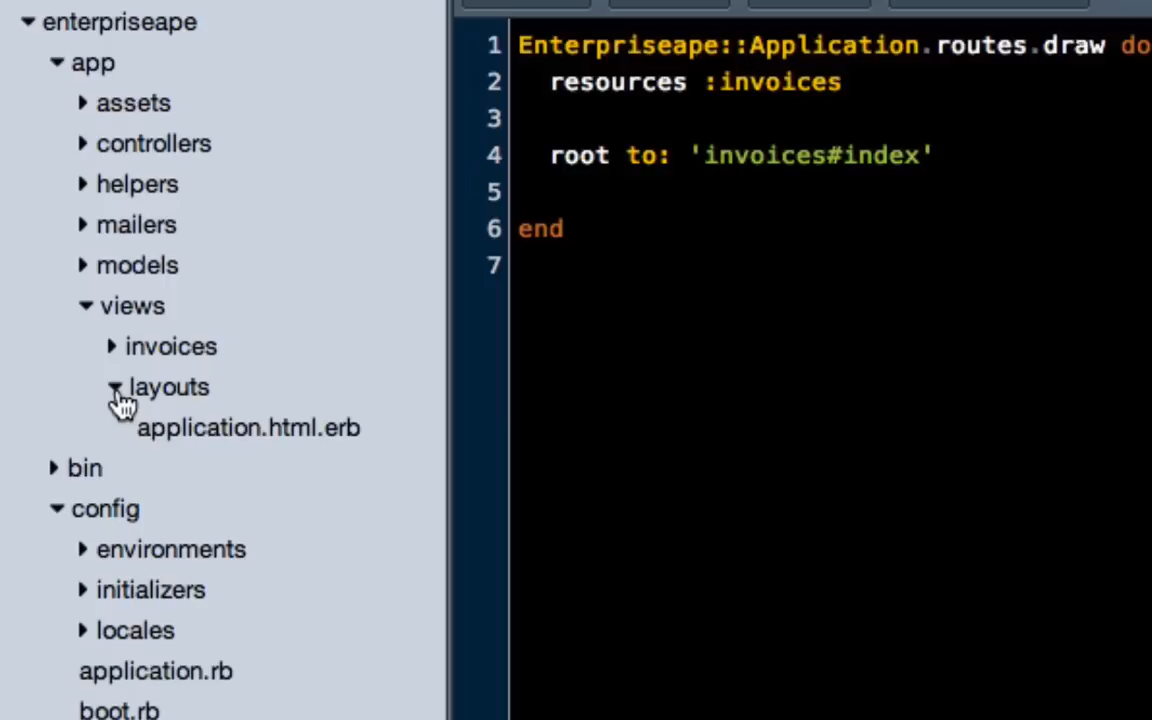 enterpriseape
app
assets
controllers
helpers
mailers
models
views
invoices
layouts
application.html.erb
bin
config
environments
initializers
locales
application.rb
boot.rb
1 Enterpriseape::Application.routes.draw do
2 resources :invoices
3
4 root to: 'invoices#index'
5
6 end
7